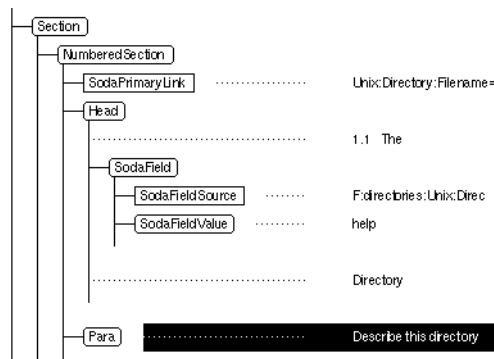 Section
NumberedSection
SodaPrimaryLink Unix:Directory:Filename=
Head
1.1 The
SodaField
SodaFieldSource F:directories:Unix:Direc
SodaFieldValue help
Directory
Para Describe this directory